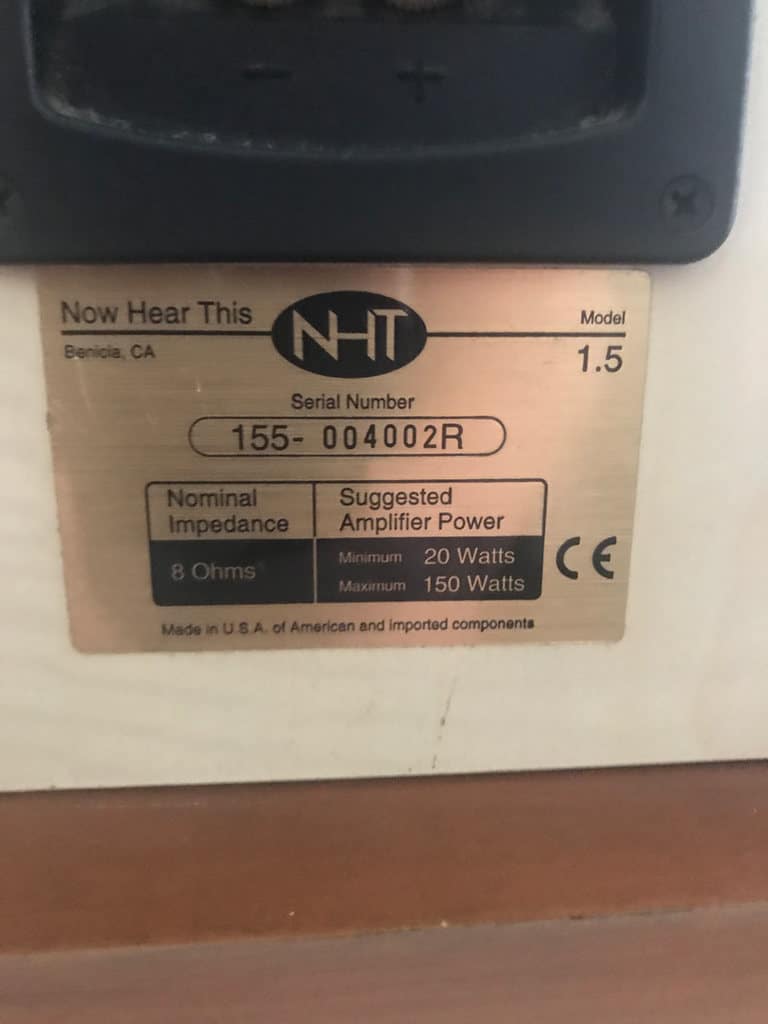 - +
Now Hear This
NHT
Model
Benicia, CA
1.5
Serial Number
155- 004002R
Nominal Impedance
Suggested Amplifier Power
8 Ohms
Minimum 20 Watts
Maximum 150 Watts
CE
Made in U.S.A. of American and imported components